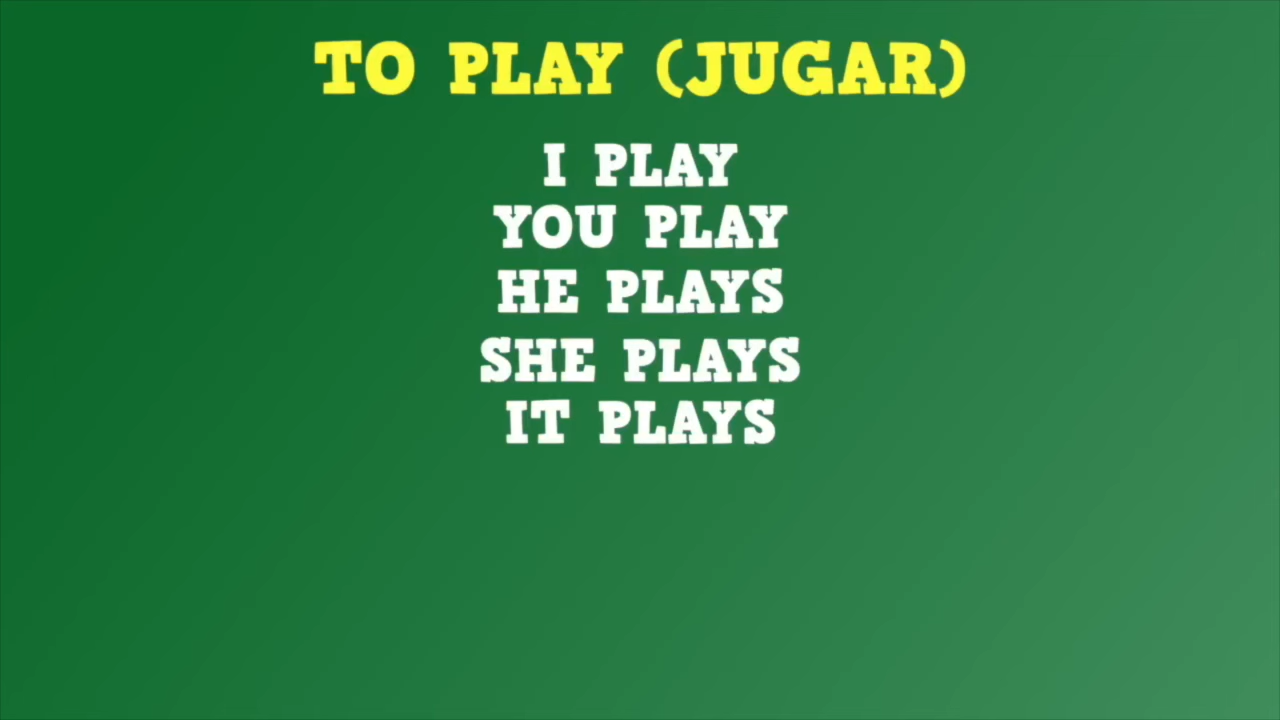 TO PLAY (JUGAR)
I PLAY
YOU PLAY
HE PLAYS
SHE PLAYS
IT PLAYS